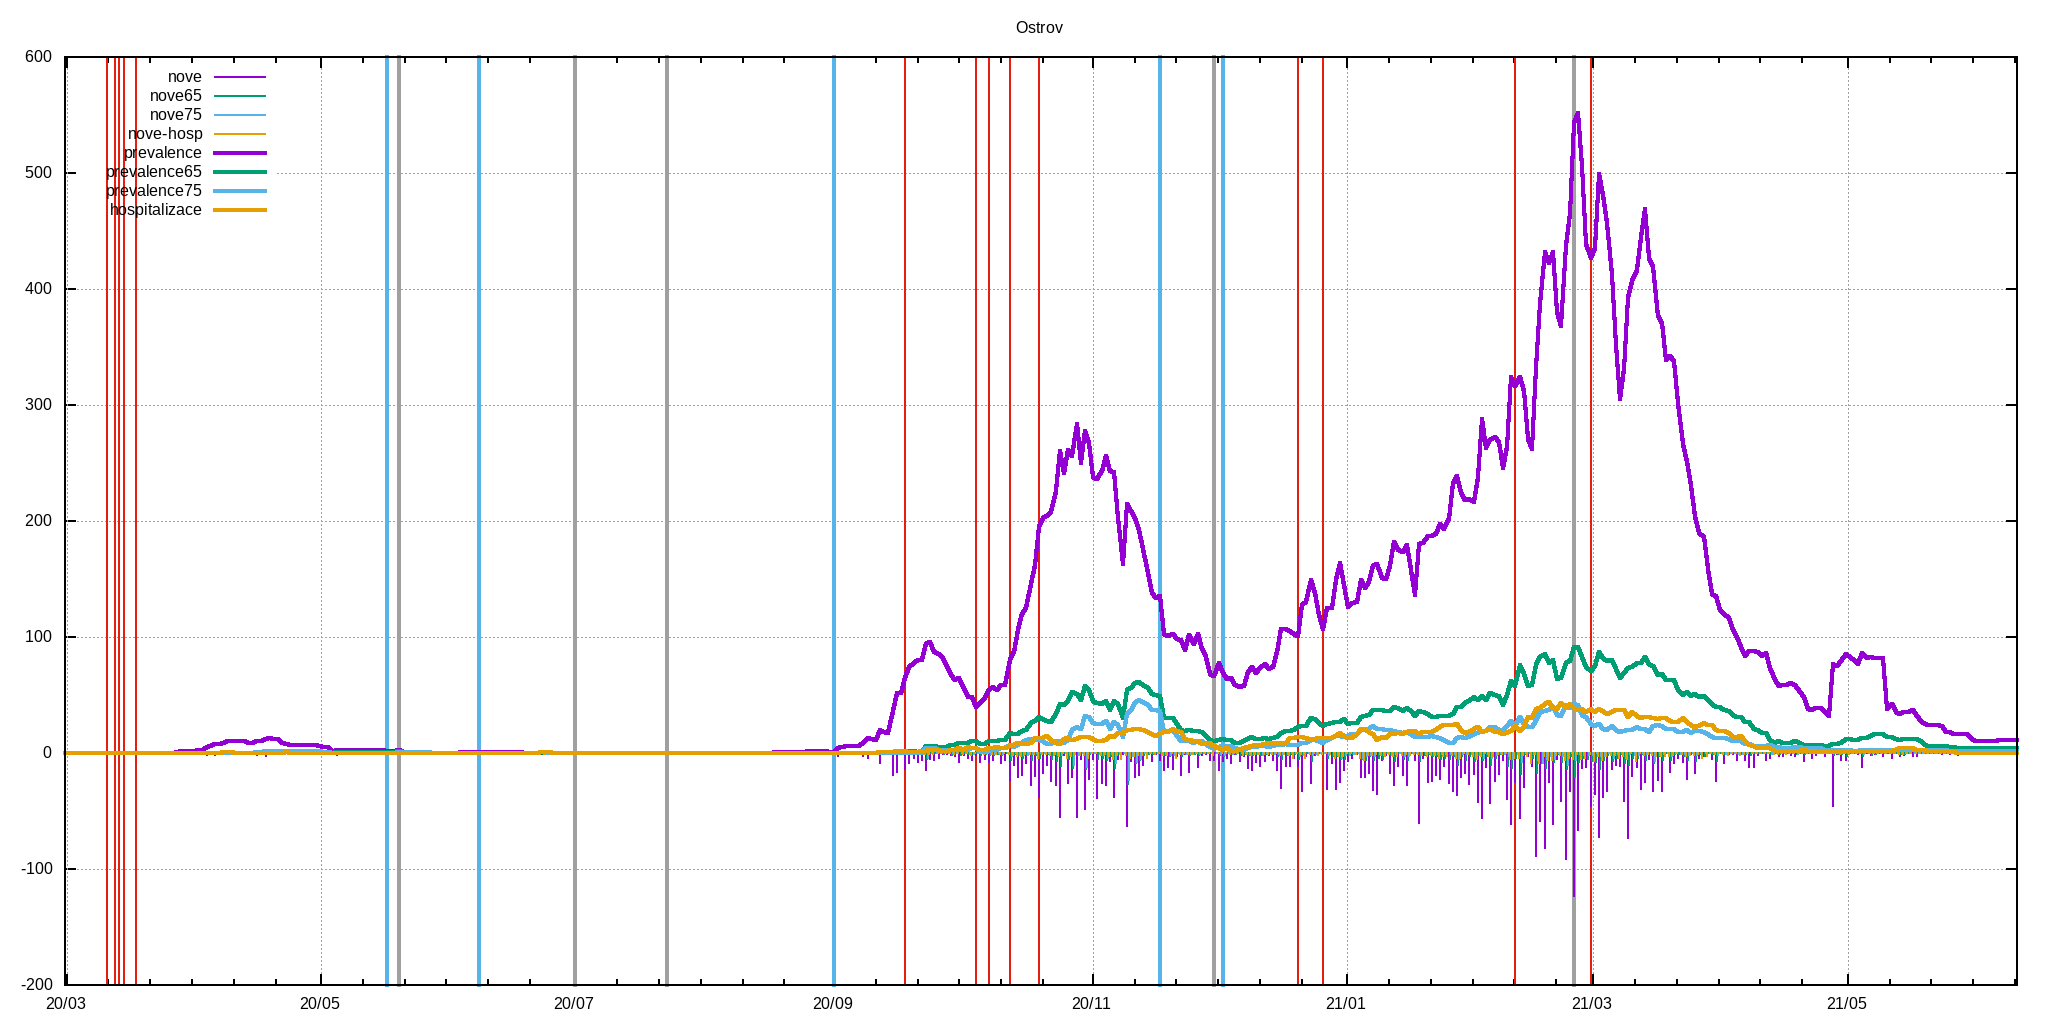 Ostrov
600
500
400
300
200
100
0
-100
-200
nove
nove65
nove75
nove-hosp
prevalence
prevalence65
prevalence75
hospitalizace
20/03 20/05 20/07 20/09 20/11 21/01 21/03 21/05